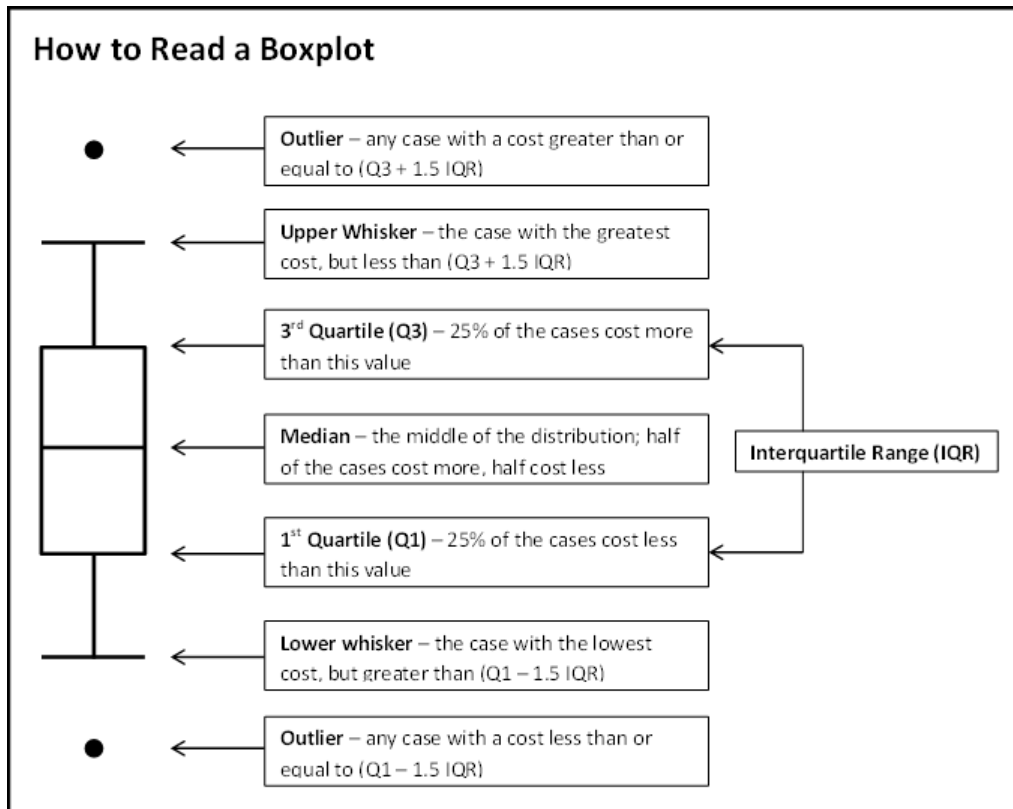 How to Read a Boxplot
Outlier – any case with a cost greater than or
equal to (Q3 + 1.5 IQR)
Upper Whisker – the case with the greatest
cost, but less than (Q3 + 1.5 IQR)
3rd Quartile (Q3) – 25% of the cases cost more
than this value
Median – the middle of the distribution; half
of the cases cost more, half cost less
Interquartile Range (IQR)
1st Quartile (Q1) – 25% of the cases cost less
than this value
Lower whisker – the case with the lowest
cost, but greater than (Q1 – 1.5 IQR)
Outlier – any case with a cost less than or
equal to (Q1 – 1.5 IQR)